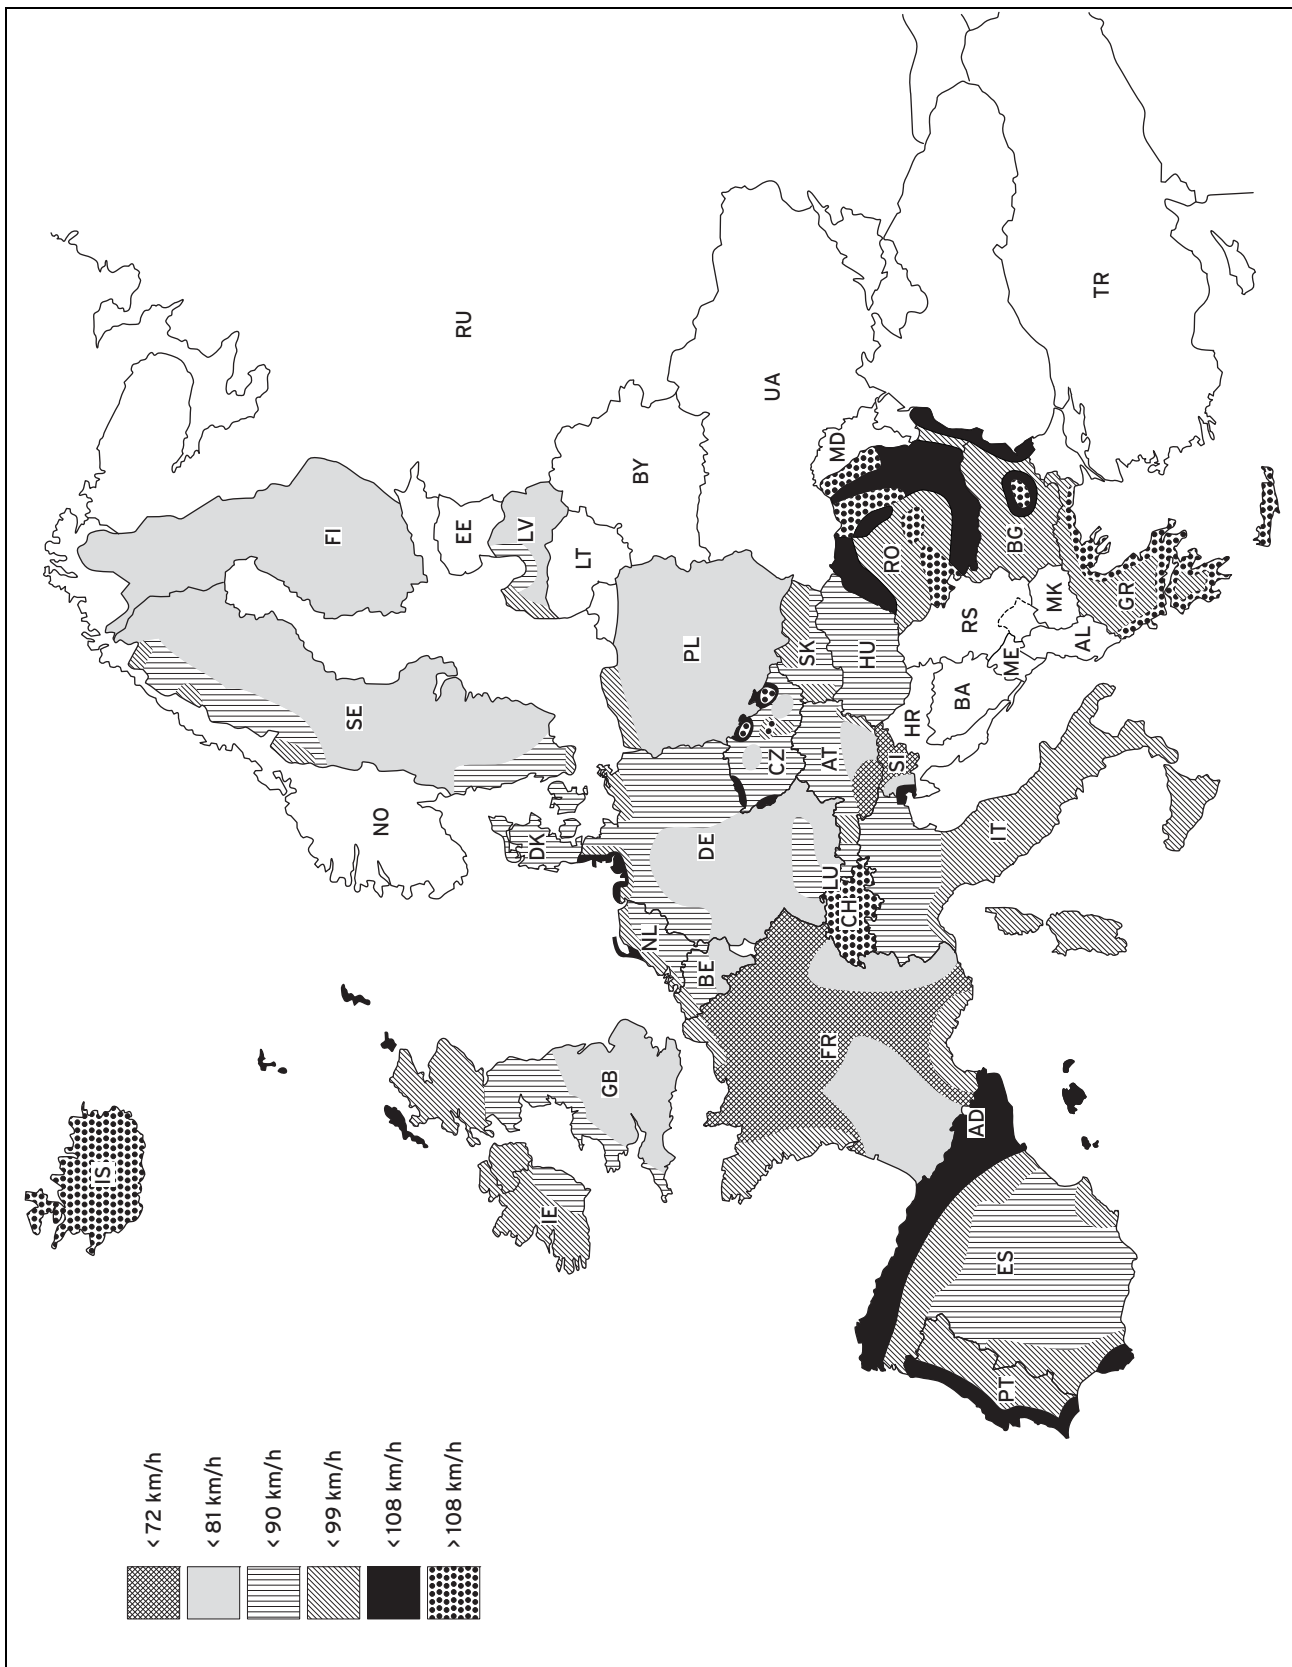 < 72 km/h
< 81 km/h
< 90 km/h
< 99 km/h
<108 km/h
>108 km/h
IS
NO
SE
FI
RU
EE
LV
LT
BY
DK
IE
GB
NL
BE
LU
DE
PL
CZ
SK
UA
MD
FR
CH
AT
HU
RO
SI
HR
BA
RS
ME
MK
AL
BG
GR
TR
IT
AD
ES
PT